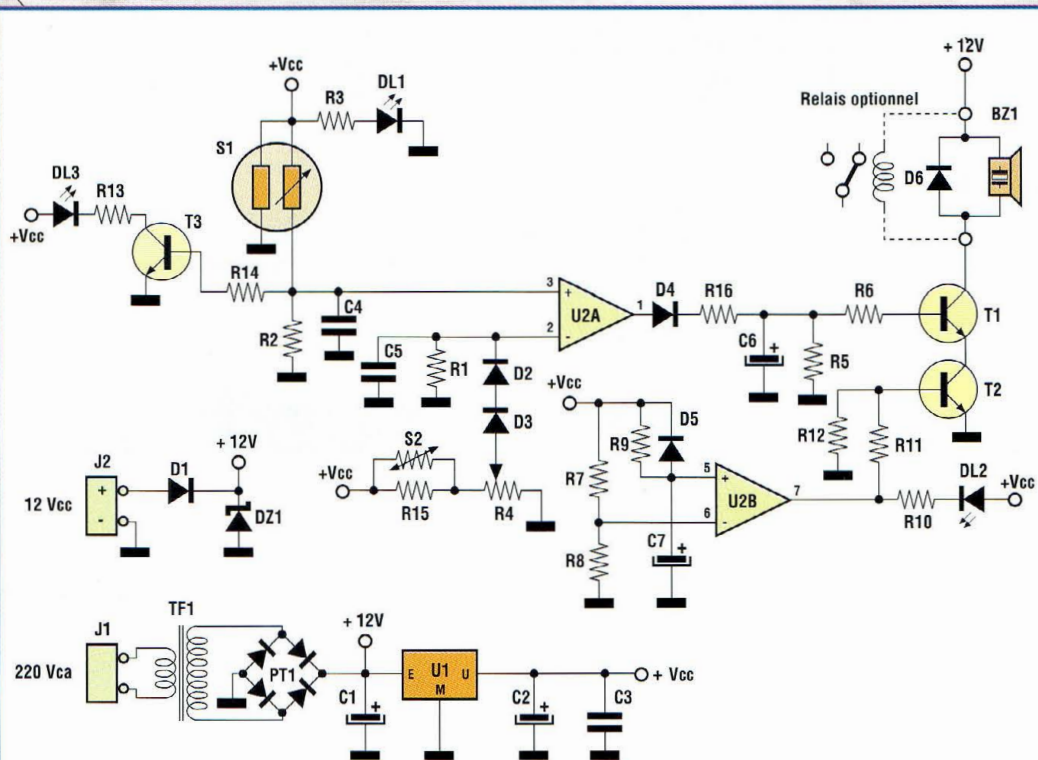 + 12V
+Vcc
Relais optionnel
BZ1
R3
DL1
S1
D6
DL3
R13
+Vcc
T3
R14
3
+
U2A
1
D4
R16
R6
T1
C4
2
-
R2
C5
R1
D2
C6
+
R5
T2
+Vcc
D5
D3
R9
R12
R11
S2
+ 12V
J2
D1
5
+
DL2
+Vcc
+Vcc
R7
U2B
7
12 Vcc
+
-
DZ1
R15
R4
6
-
R10
R8
C7
+
TF1
J1
+ 12V
220 Vca
PT1
E
U1
U
M
+ Vcc
C1
+
C2
+
C3